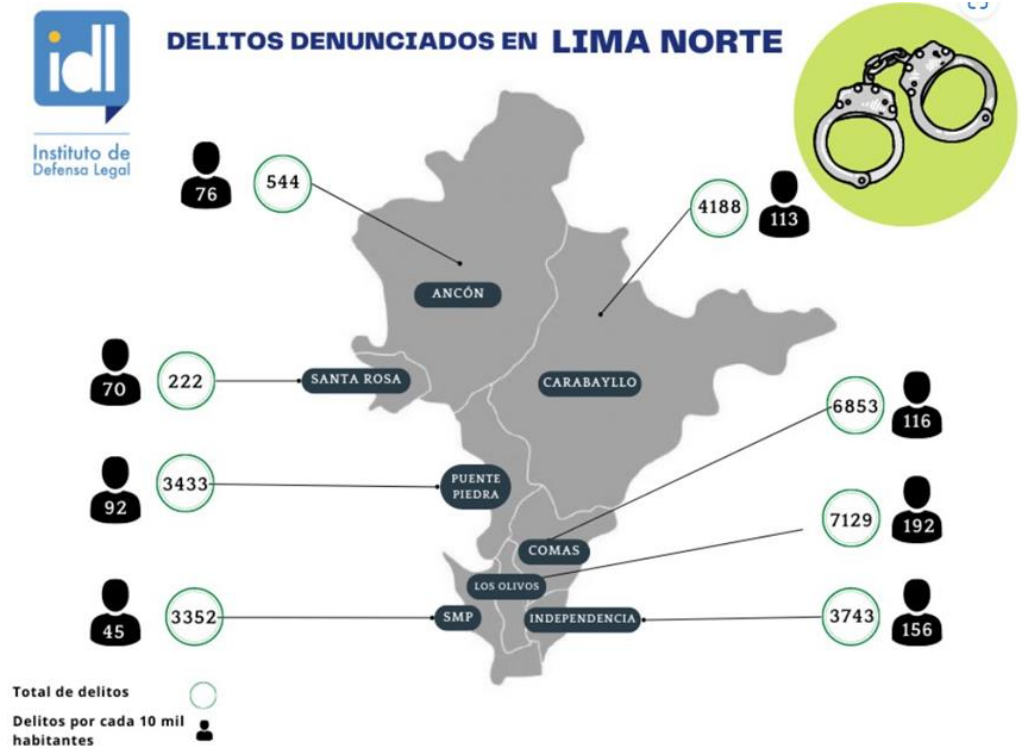 idl
Instituto de
Defensa Legal
DELITOS DENUNCIADOS EN LIMA NORTE
76
544
4188
113
ANCÓN
70
222
SANTA ROSA
CARABAYLLO
6853
116
92
3433
PUENTE
PIEDRA
7129
192
COMAS
LOS OLIVOS
45
3352
SMP
INDEPENDENCIA
3743
156
Total de delitos
Delitos por cada 10 mil
habitantes